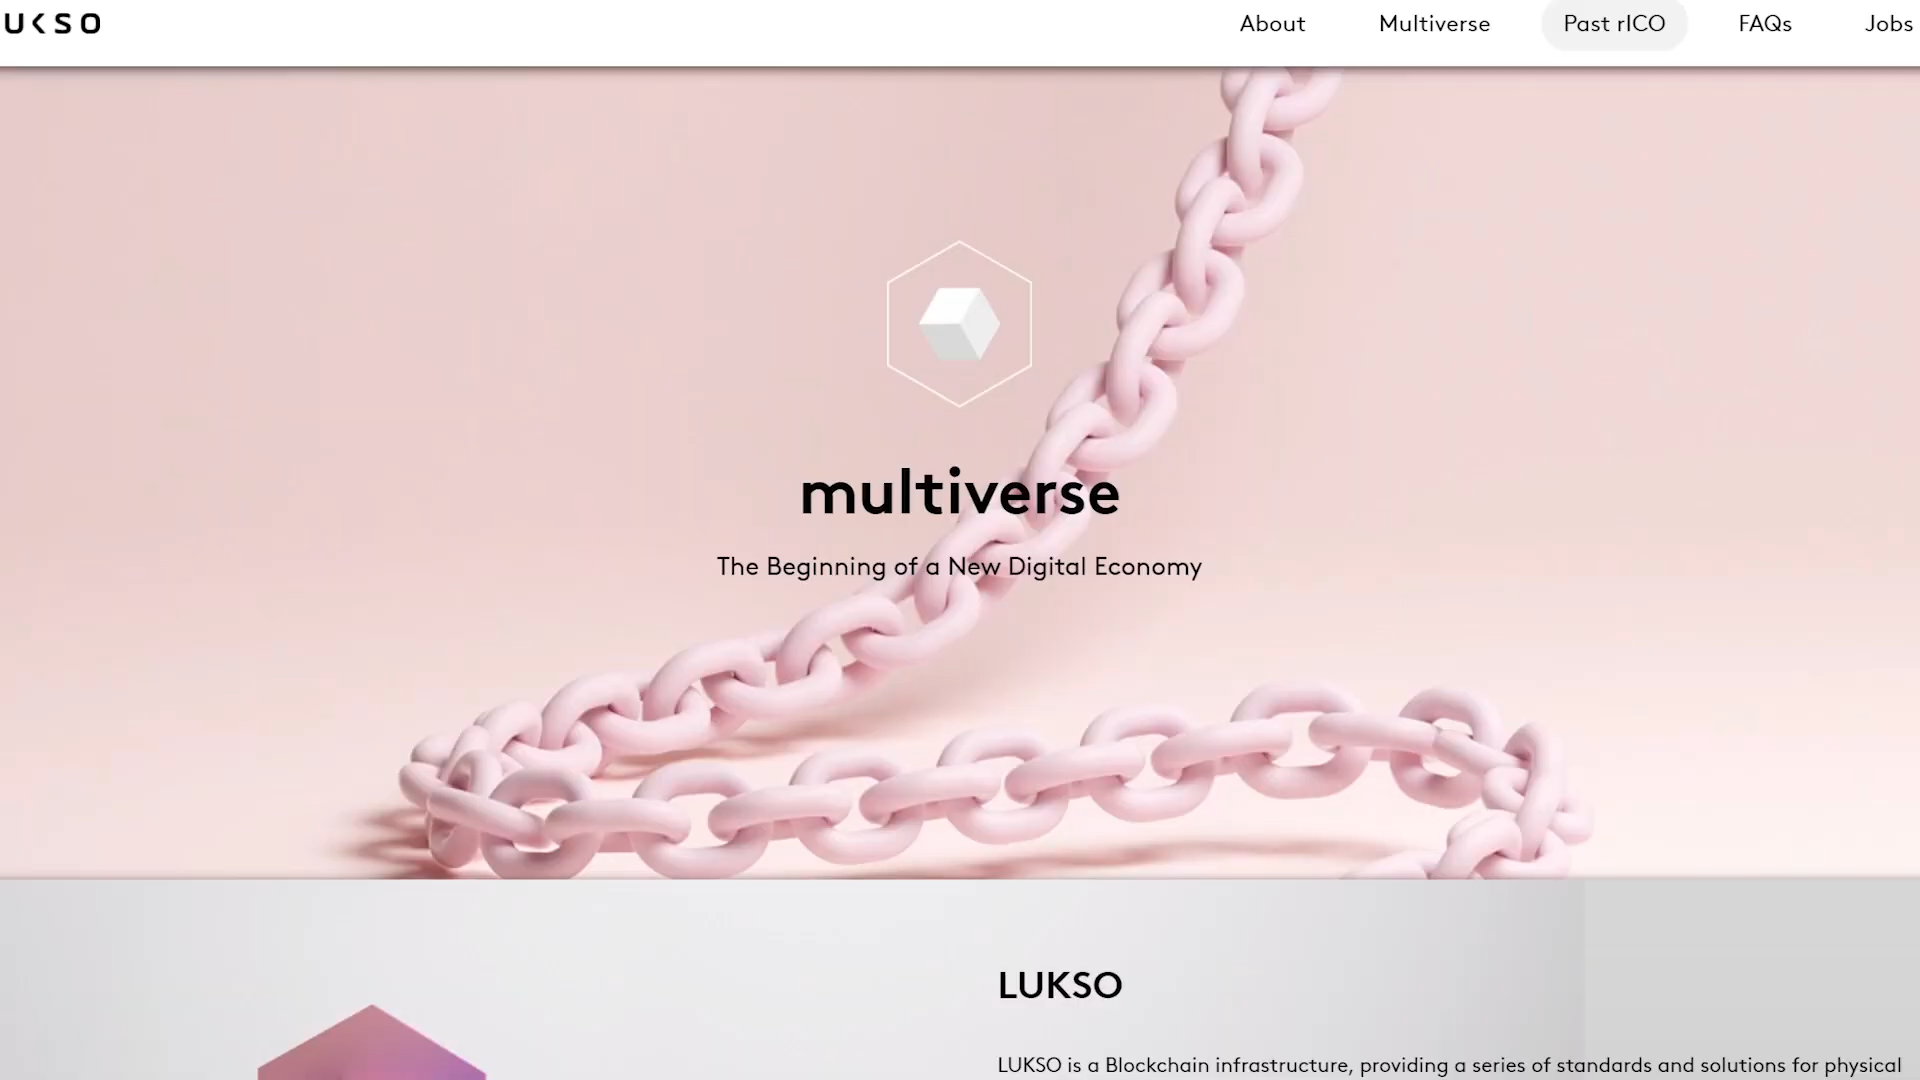 UKSO
About Multiverse Past rICO FAQs Jobs
multiverse
The Beginning of a New Digital Economy
LUKSO
LUKSO is a Blockchain infrastructure, providing a series of standards and solutions for physical